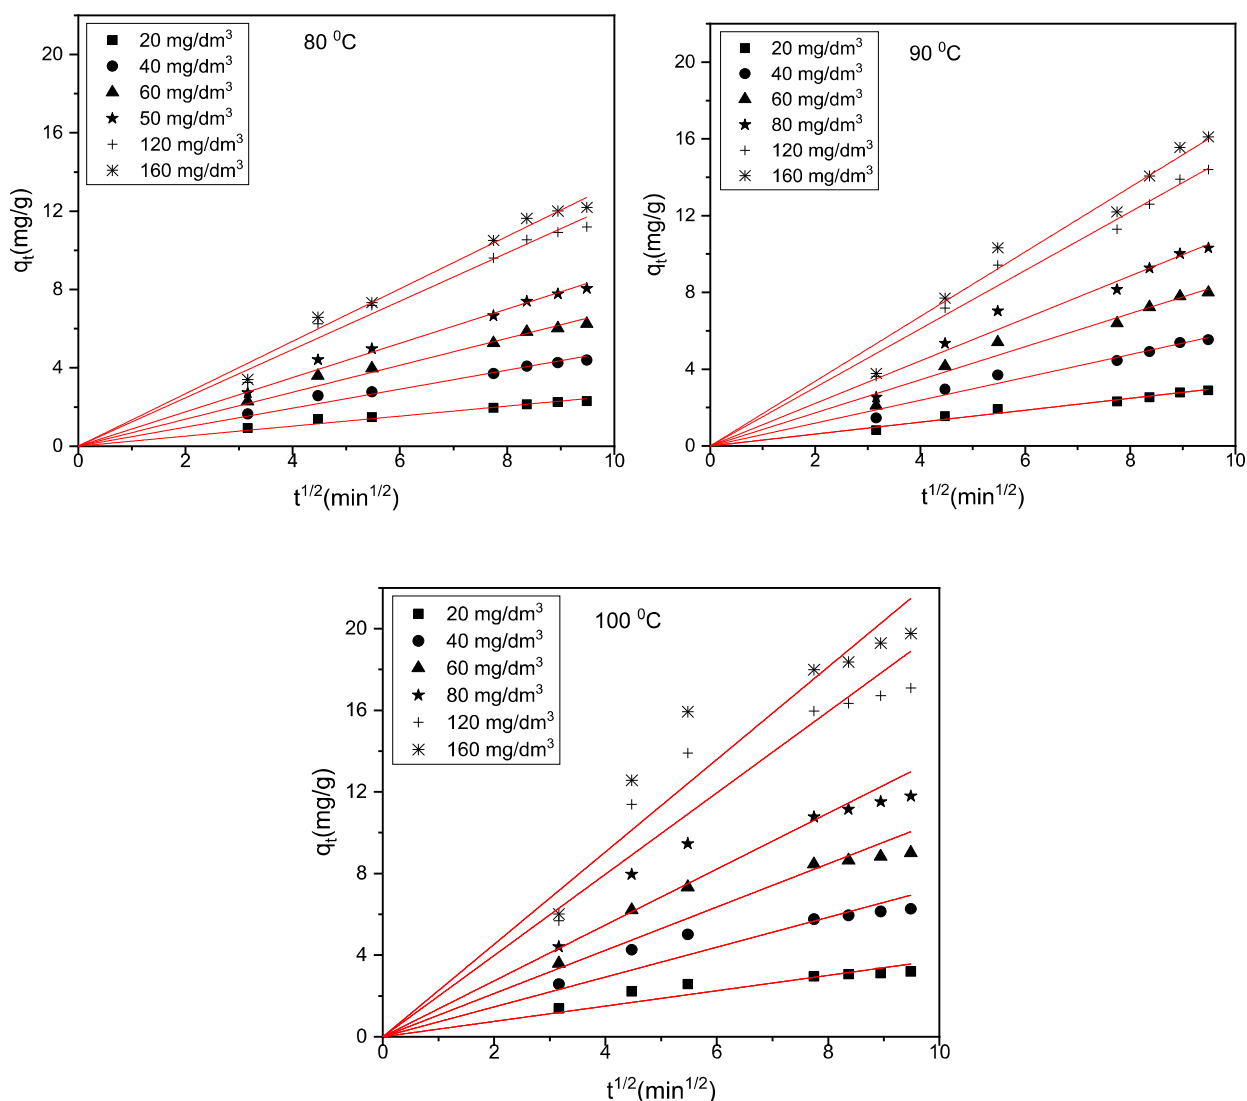 80 ⁰C
20 mg/dm³
40 mg/dm³
60 mg/dm³
50 mg/dm³
120 mg/dm³
160 mg/dm³
20
16
12
8
4
0
qₜ(mg/g)
0 2 4 6 8 10
t¹/²(min¹/²)
90 ⁰C
20 mg/dm³
40 mg/dm³
60 mg/dm³
80 mg/dm³
120 mg/dm³
160 mg/dm³
20
16
12
8
4
0
qₜ(mg/g)
0 2 4 6 8 10
t¹/²(min¹/²)
100 ⁰C
20 mg/dm³
40 mg/dm³
60 mg/dm³
80 mg/dm³
120 mg/dm³
160 mg/dm³
20
16
12
8
4
0
qₜ(mg/g)
0 2 4 6 8 10
t¹/²(min¹/²)